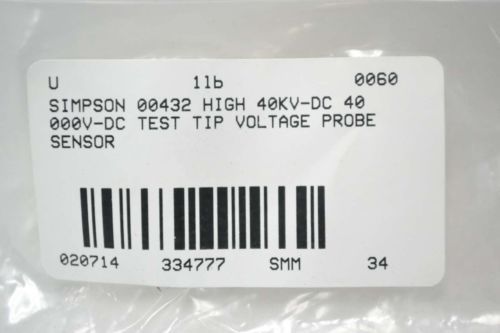 U 1lb 0060
SIMPSON 00432 HIGH 40KV-DC 40
000V-DC TEST TIP VOLTAGE PROBE
SENSOR
020714 334777 SMM 34